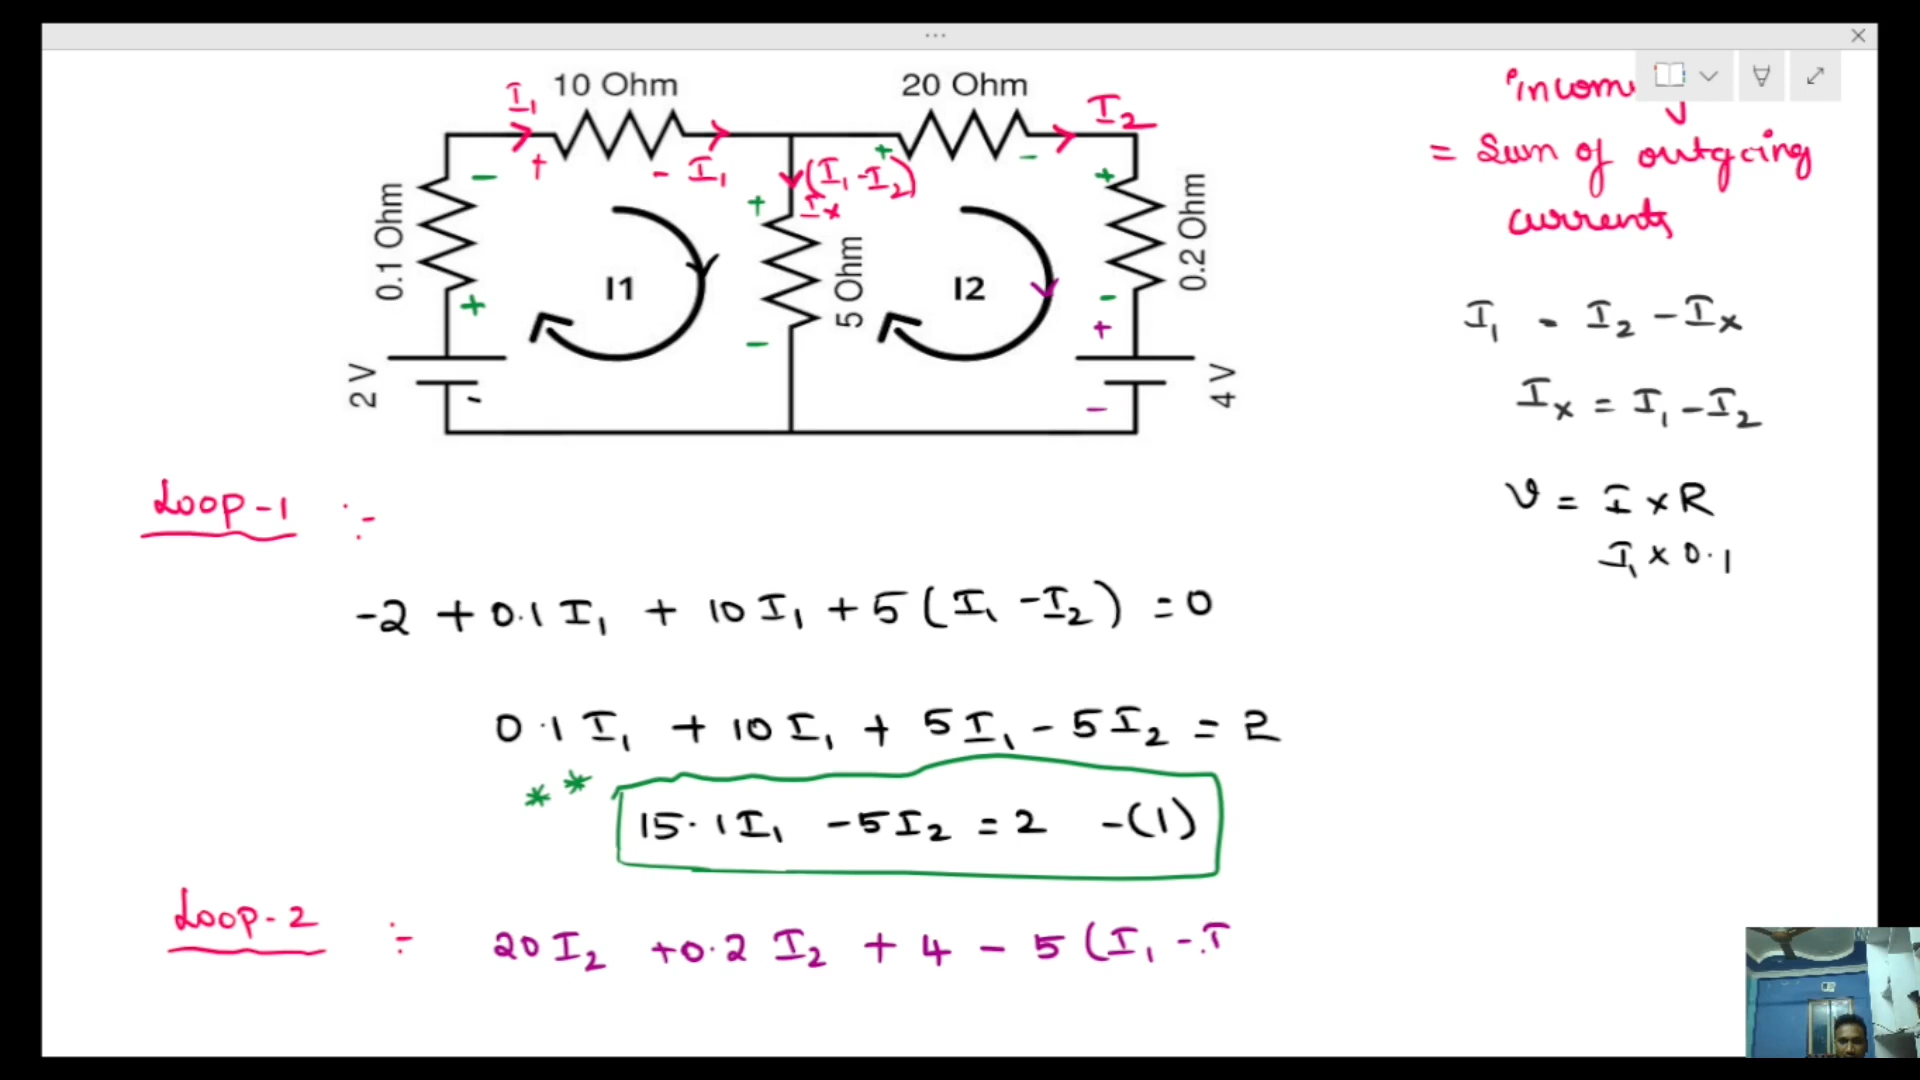 ...
10 Ohm 20 Ohm
I₁ I₂
+ - I₁ (I₁-I₂) + -
Ix
- + +
0.1 Ohm I1 5 Ohm I2 0.2 Ohm
+ - - +
2 V 4 V
- -
= Sum of outgoing
currents
I₁ = I₂ - Ix
Ix = I₁ - I₂
V = I × R
I₁ × 0.1
Loop-1 :-
-2 + 0.1 I₁ + 10 I₁ + 5 (I₁ - I₂) = 0
0.1 I₁ + 10 I₁ + 5 I₁ - 5 I₂ = 2
* *
15.1 I₁ - 5 I₂ = 2 -(1)
Loop-2 :-
20 I₂ + 0.2 I₂ + 4 - 5 (I₁ - I